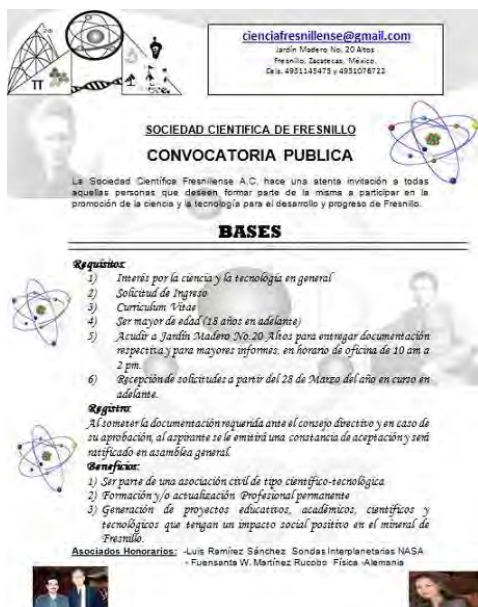 cienciafresnillense@gmail.com
Jardín Madero No. 20 Altos
Fresnillo, Zacatecas, México.
Cels. 4931145475 y 4931076722
π
SOCIEDAD CIENTIFICA DE FRESNILLO
CONVOCATORIA PUBLICA
La Sociedad Científica Fresnillense A.C. hace una atenta invitación a todas
aquellas personas que deseen formar parte de la misma a participar en la
promoción de la ciencia y la tecnología para el desarrollo y progreso de Fresnillo.
BASES
Requisitos:
1) Interés por la ciencia y la tecnología en general
2) Solicitud de Ingreso
3) Curriculum Vitae
4) Ser mayor de edad (18 años en adelante)
5) Acudir a Jardín Madero No.20 Altos para entregar documentación
respectiva y para mayores informes, en horario de oficina de 10 am a
2 pm.
6) Recepción de solicitudes a partir del 28 de Marzo del año en curso en
adelante.
Registro:
Al someter la documentación requerida ante el consejo directivo y en caso de
su aprobación, al aspirante se le emitirá una constancia de aceptación y será
ratificado en asamblea general.
Beneficios:
1) Ser parte de una asociación civil de tipo científico-tecnológica
2) Formación y/o actualización Profesional permanente
3) Generación de proyectos educativos, académicos, científicos y
tecnológicos que tengan un impacto social positivo en el mineral de
Fresnillo.
Asociados Honorarios: -Luis Ramírez Sánchez Sondas Interplanetarias NASA
- Fuensanta W. Martínez Rucobo Física -Alemania